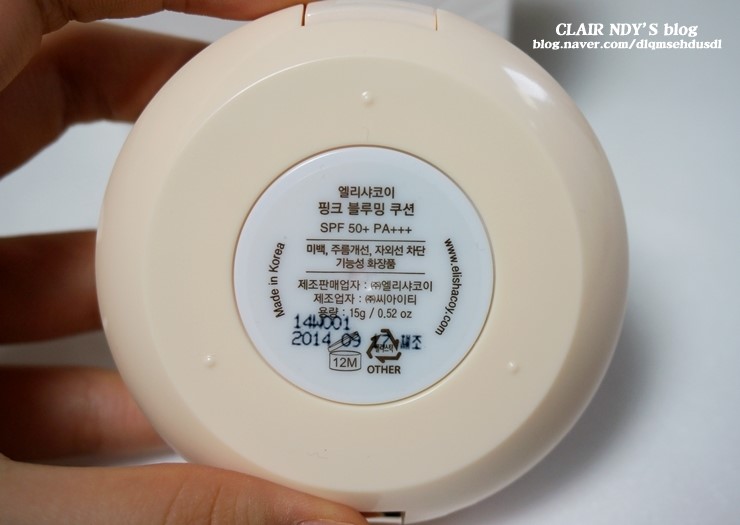 CLAIR NDY'S blog
blog.naver.com/dlqmsehdusdl
엘리샤코이
핑크 블루밍 쿠션
SPF 50+ PA+++
미백, 주름개선, 자외선 차단
기능성 화장품
제조판매업자 : ㈜엘리샤코이
제조업자 : ㈜씨아이티
용량 : 15g / 0.52 oz
Made in Korea
www.elishacoy.com
14W001
2014 09 17 제조
12M
OTHER